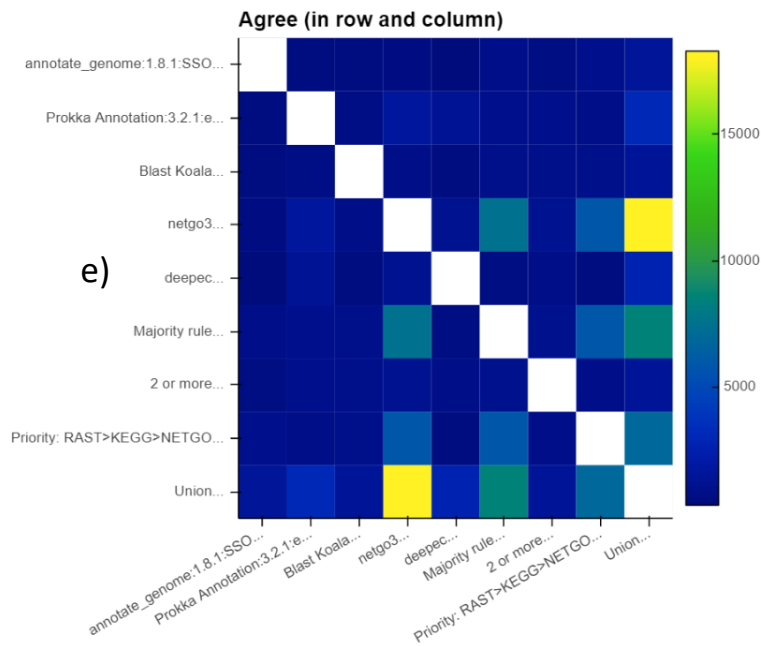 Agree (in row and column)
annotate_genome:1.8.1:SSO...
Prokka Annotation:3.2.1:e...
Blast Koala...
netgo3...
e)
deepec...
Majority rule...
2 or more...
Priority: RAST>KEGG>NETGO...
Union...
15000
10000
5000
annotate_genome:1.8.1:SSO...
Prokka Annotation:3.2.1:e...
Blast Koala...
netgo3...
deepec...
Majority rule...
2 or more...
Priority: RAST>KEGG>NETGO...
Union...